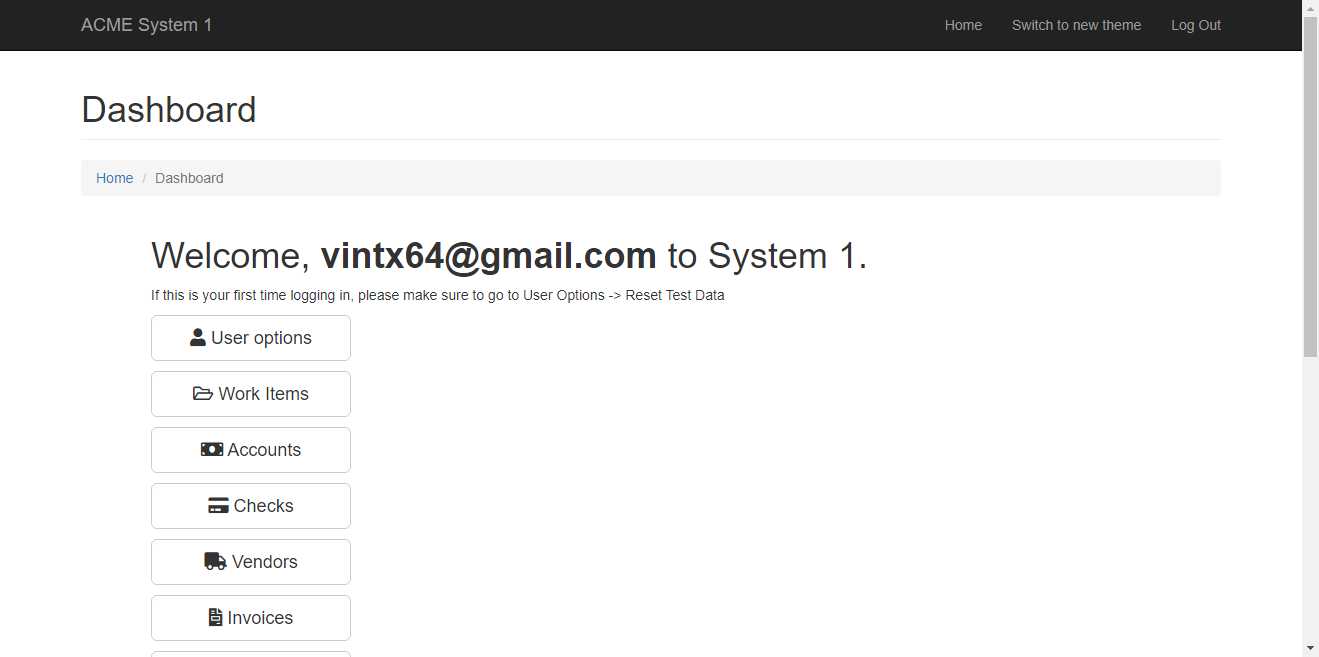 ACME System 1
Home
Switch to new theme
Log Out
Dashboard
Home / Dashboard
Welcome, vintx64@gmail.com to System 1.
If this is your first time logging in, please make sure to go to User Options -> Reset Test Data
User options
Work Items
Accounts
Checks
Vendors
Invoices